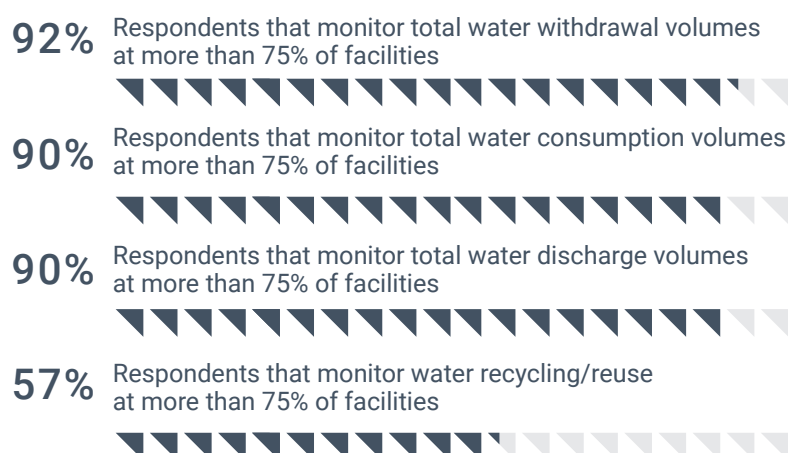 92%
Respondents that monitor total water withdrawal volumes
at more than 75% of facilities
90%
Respondents that monitor total water consumption volumes
at more than 75% of facilities
90%
Respondents that monitor total water discharge volumes
at more than 75% of facilities
57%
Respondents that monitor water recycling/reuse
at more than 75% of facilities